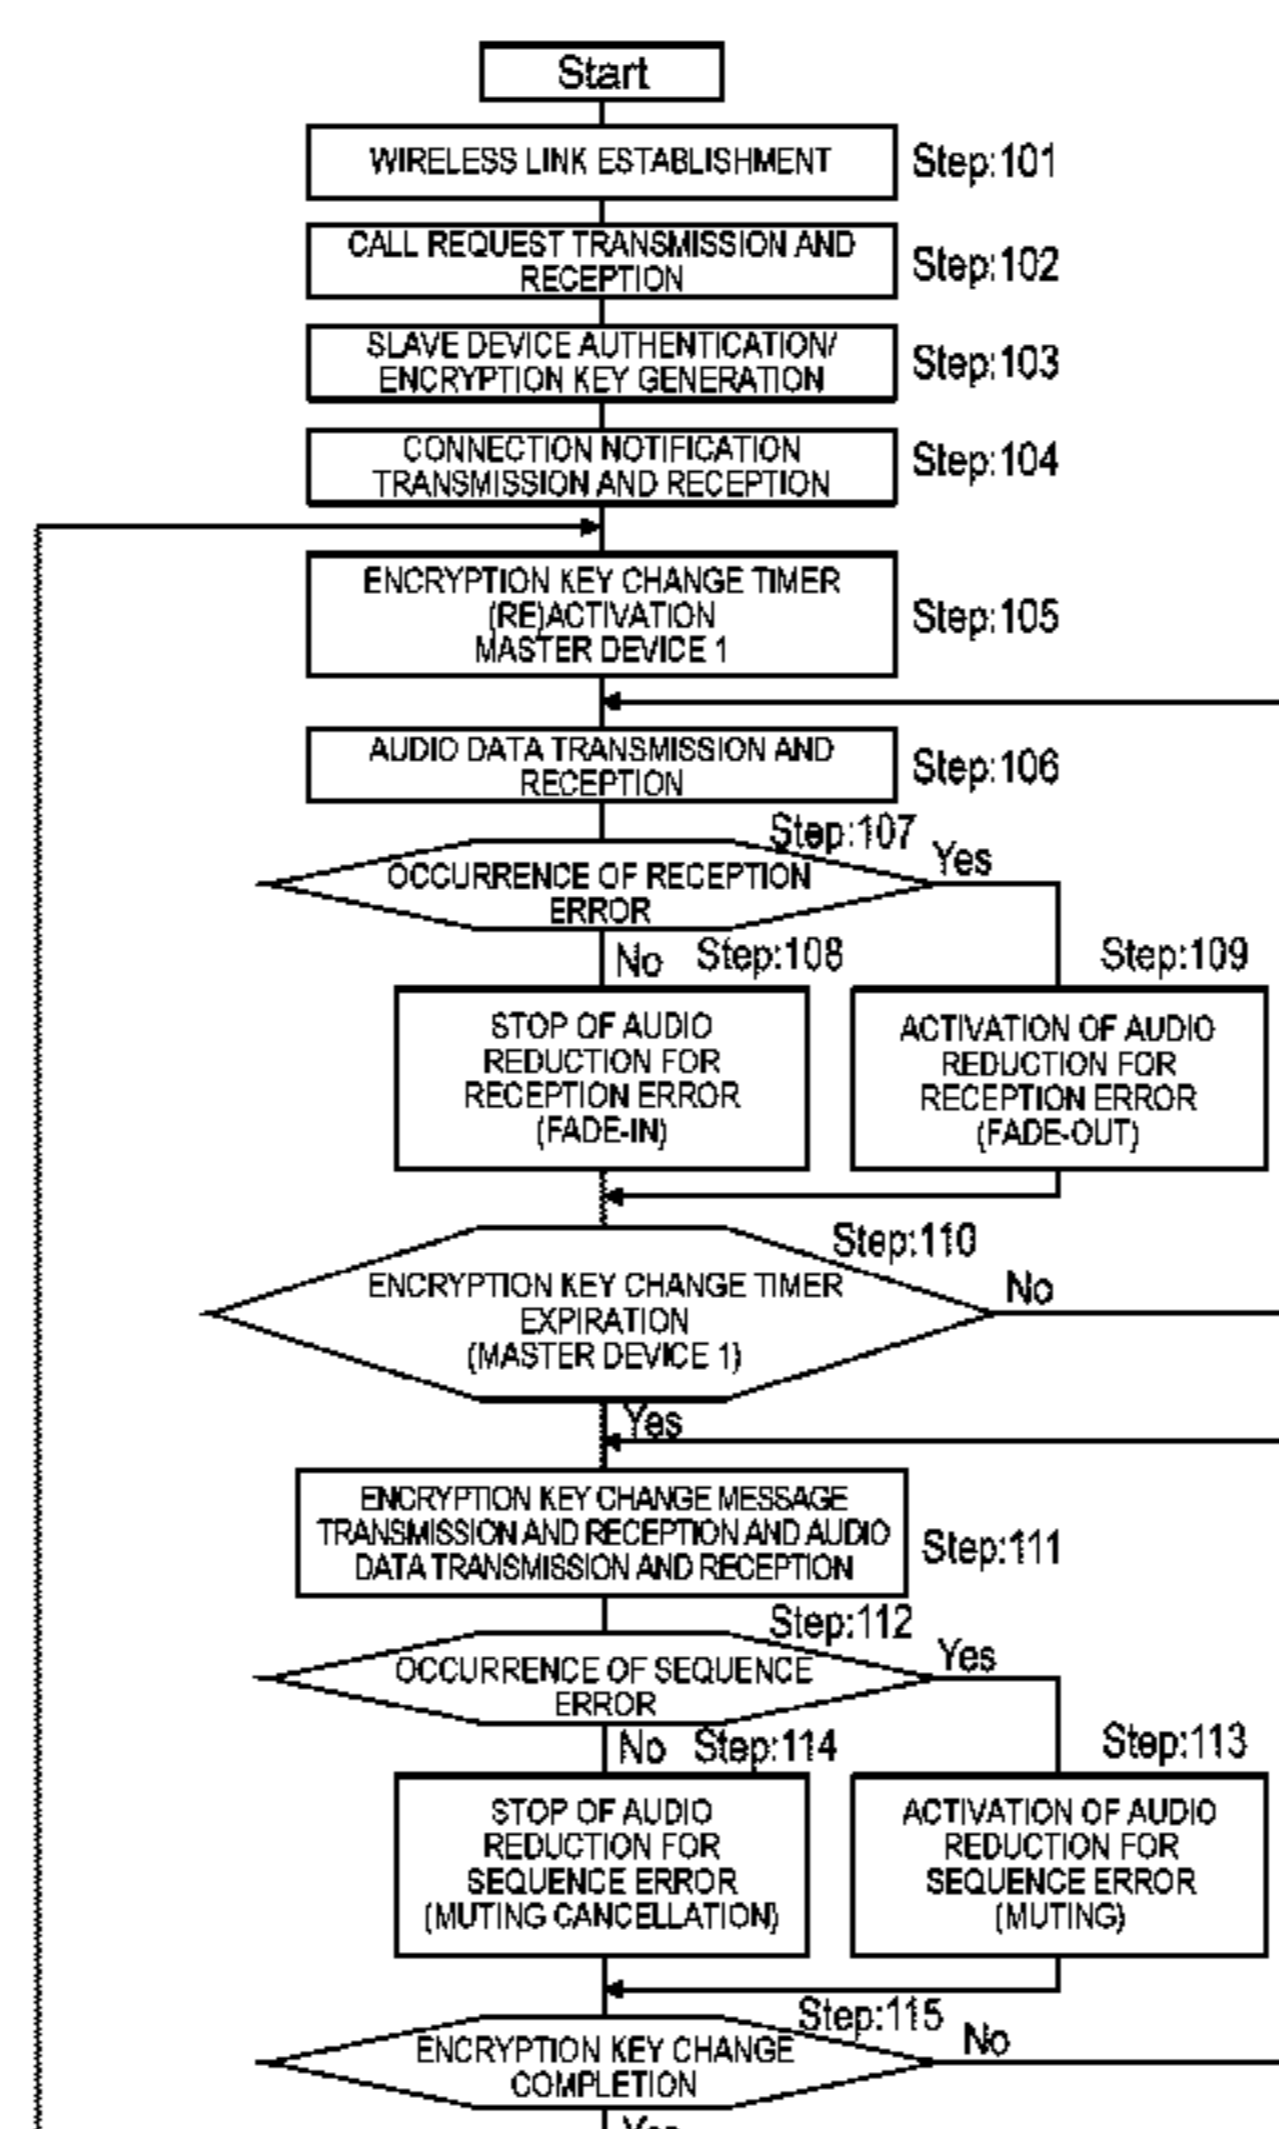 Start
WIRELESS LINK ESTABLISHMENT
Step:101
CALL REQUEST TRANSMISSION AND
RECEPTION
Step:102
SLAVE DEVICE AUTHENTICATION/
ENCRYPTION KEY GENERATION
Step:103
CONNECTION NOTIFICATION
TRANSMISSION AND RECEPTION
Step:104
ENCRYPTION KEY CHANGE TIMER
(RE)ACTIVATION
MASTER DEVICE 1
Step:105
AUDIO DATA TRANSMISSION AND
RECEPTION
Step:106
Step:107
OCCURRENCE OF RECEPTION
ERROR
Yes
No
Step:108
Step:109
STOP OF AUDIO
REDUCTION FOR
RECEPTION ERROR
(FADE-IN)
ACTIVATION OF AUDIO
REDUCTION FOR
RECEPTION ERROR
(FADE-OUT)
Step:110
ENCRYPTION KEY CHANGE TIMER
EXPIRATION
(MASTER DEVICE 1)
No
Yes
ENCRYPTION KEY CHANGE MESSAGE
TRANSMISSION AND RECEPTION AND AUDIO
DATA TRANSMISSION AND RECEPTION
Step:111
Step:112
OCCURRENCE OF SEQUENCE
ERROR
Yes
No
Step:114
Step:113
STOP OF AUDIO
REDUCTION FOR
SEQUENCE ERROR
(MUTING CANCELLATION)
ACTIVATION OF AUDIO
REDUCTION FOR
SEQUENCE ERROR
(MUTING)
Step:115
ENCRYPTION KEY CHANGE
COMPLETION
No
Yes